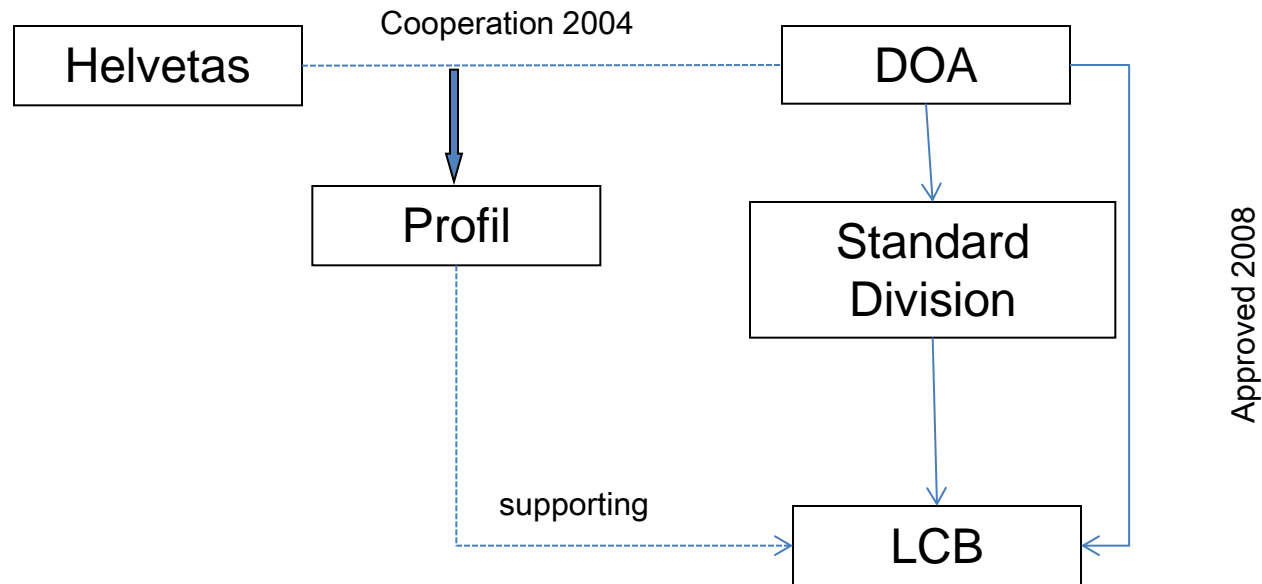 Cooperation 2004
Helvetas
DOA
Profil
Standard
Division
Approved 2008
supporting
LCB